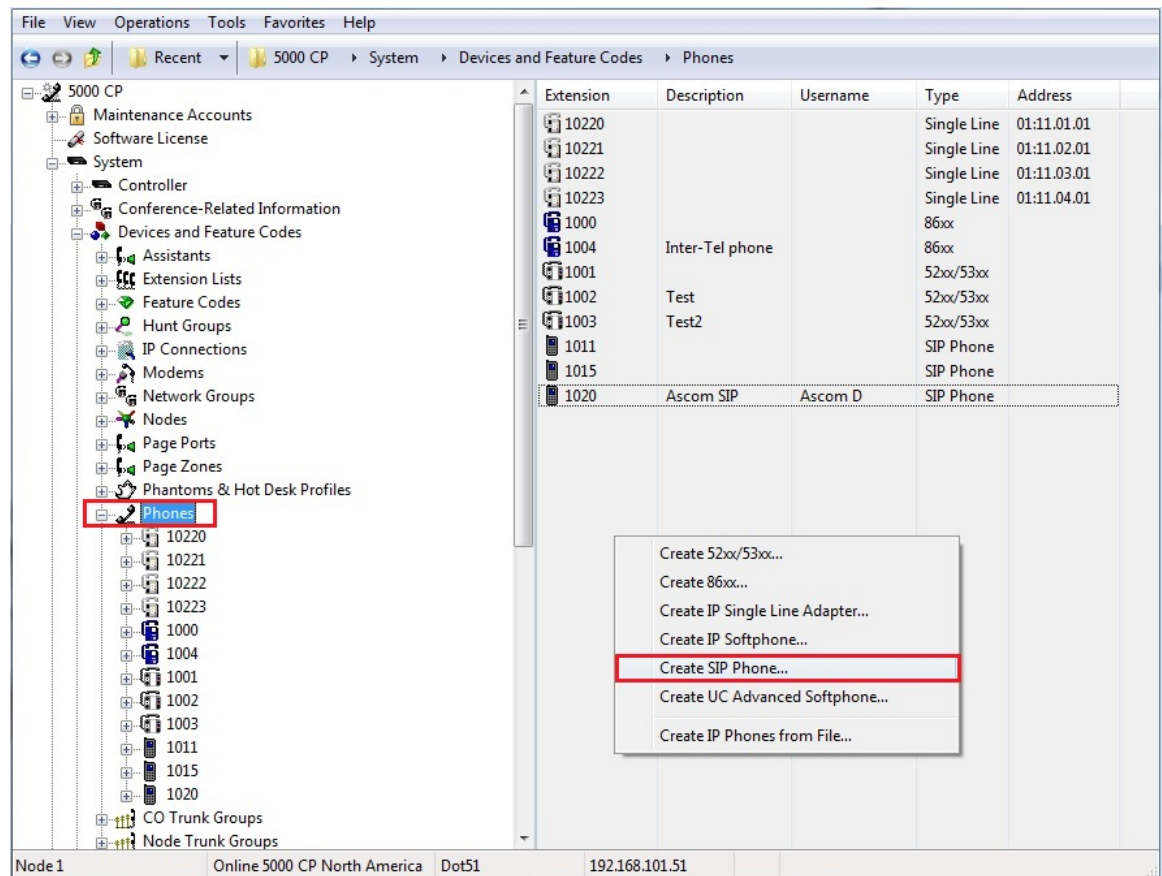 File View Operations Tools Favorites Help
Recent 5000 CP System Devices and Feature Codes Phones
5000 CP
Maintenance Accounts
Software License
System
Controller
Conference-Related Information
Devices and Feature Codes
Assistants
Extension Lists
Feature Codes
Hunt Groups
IP Connections
Modems
Network Groups
Nodes
Page Ports
Page Zones
Phantoms & Hot Desk Profiles
Phones
10220
10221
10222
10223
1000
1004
1001
1002
1003
1011
1015
1020
CO Trunk Groups
Node Trunk Groups
Extension Description Username Type Address
10220 Single Line 01:11.01.01
10221 Single Line 01:11.02.01
10222 Single Line 01:11.03.01
10223 Single Line 01:11.04.01
1000 86xx
1004 Inter-Tel phone 86xx
1001 52xx/53xx
1002 Test 52xx/53xx
1003 Test2 52xx/53xx
1011 SIP Phone
1015 SIP Phone
1020 Ascom SIP Ascom D SIP Phone
Create 52xx/53xx...
Create 86xx...
Create IP Single Line Adapter...
Create IP Softphone...
Create SIP Phone...
Create UC Advanced Softphone...
Create IP Phones from File...
Node 1 Online 5000 CP North America Dot51 192.168.101.51